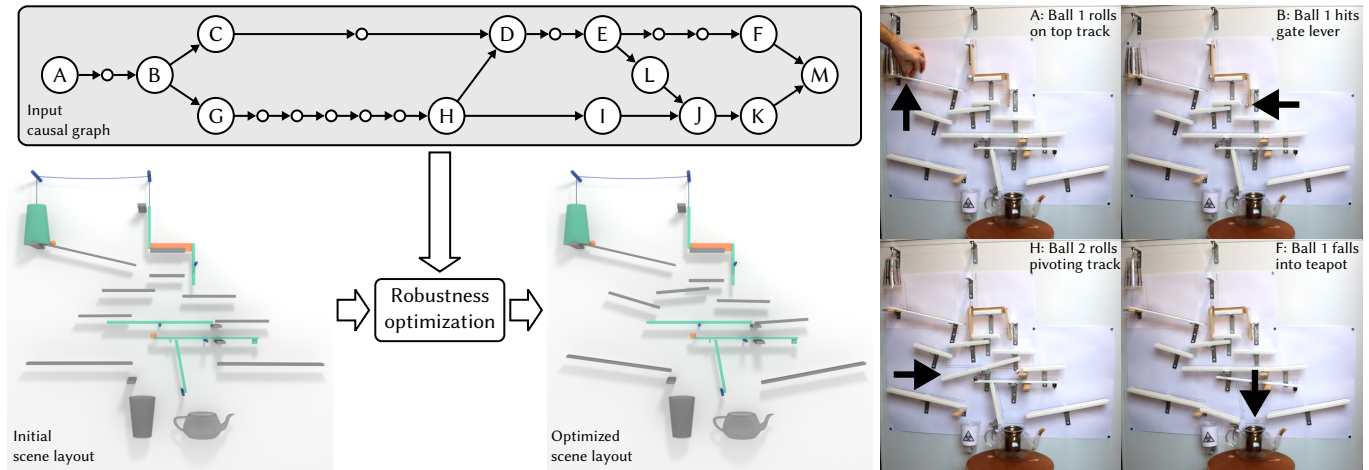 C
D
E
F
A
B
L
M
G
H
I
J
K
Input
causal graph
Robustness
optimization
Initial
scene layout
Optimized
scene layout
A: Ball 1 rolls
on top track
B: Ball 1 hits
gate lever
H: Ball 2 rolls
pivoting track
F: Ball 1 falls
into teapot